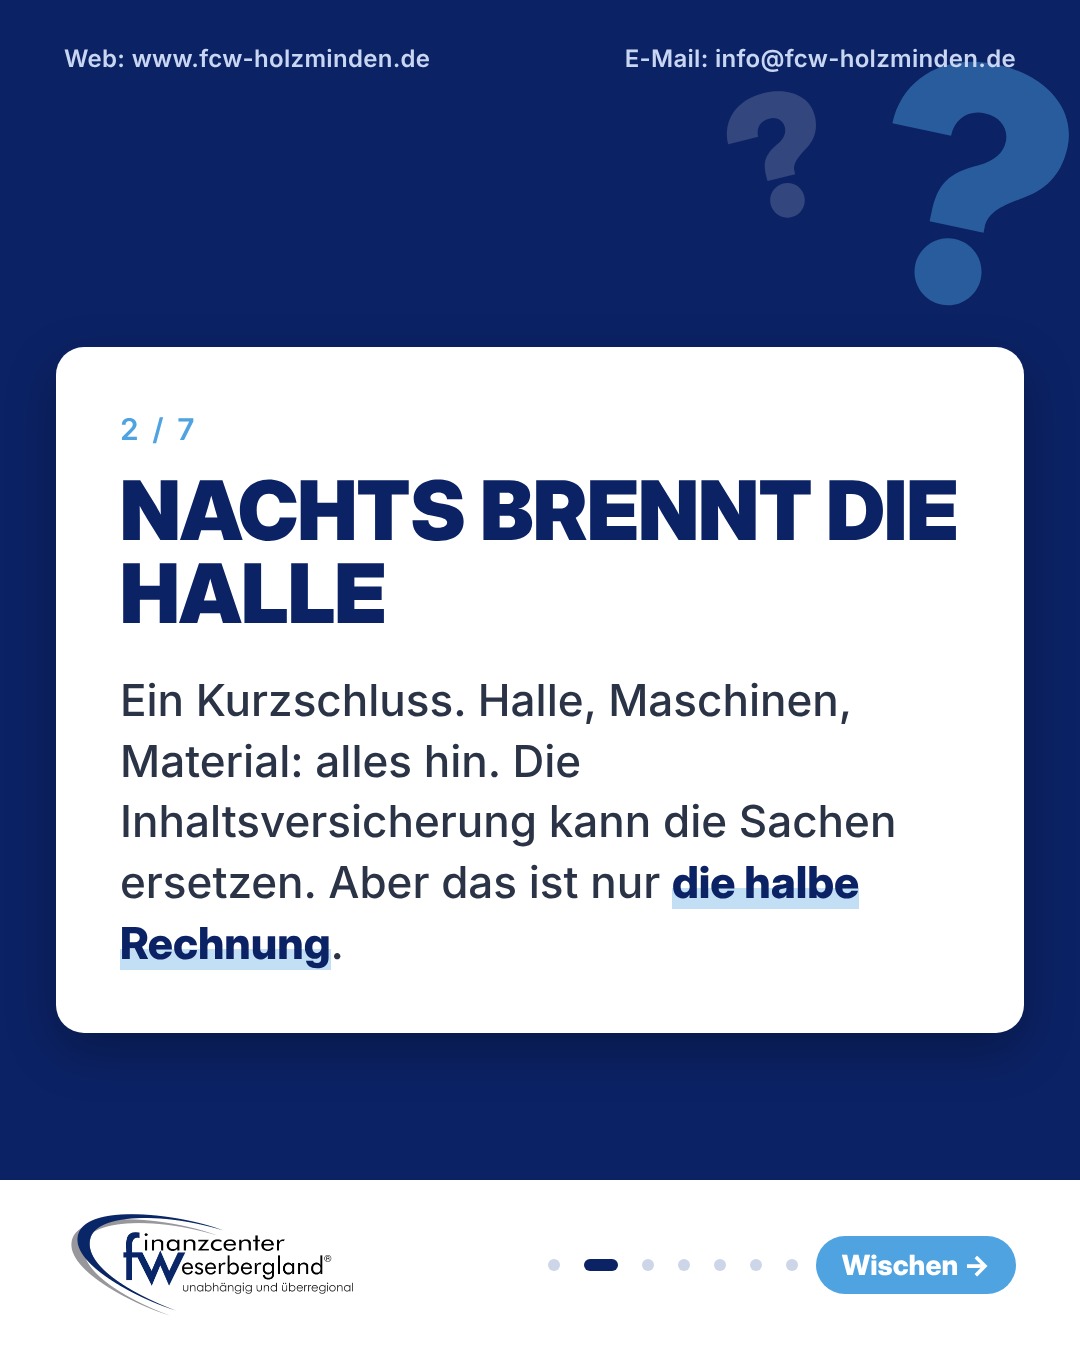 Web: www.fcw-holzminden.de
E-Mail: info@fcw-holzminden.de
? ?
2 / 7
NACHTS BRENNT DIE
HALLE
Ein Kurzschluss. Halle, Maschinen,
Material: alles hin. Die
Inhaltsversicherung kann die Sachen
ersetzen. Aber das ist nur die halbe
Rechnung.
finanzcenter
Weserbergland®
unabhängig und überregional
Wischen →